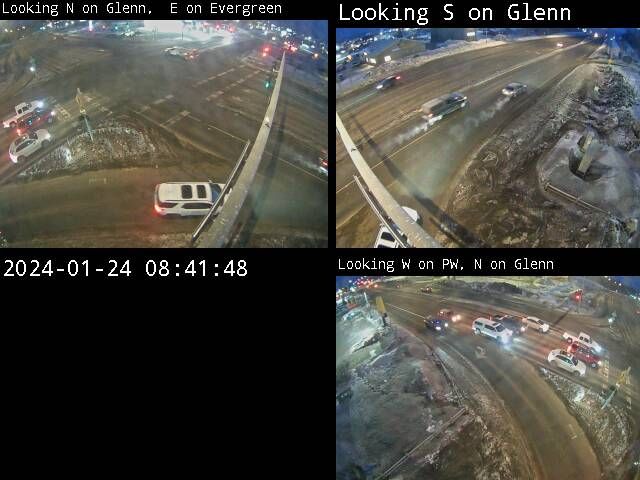 Looking N on Glenn,  E on Evergreen
Looking S on Glenn
2024-01-24 08:41:48
Looking W on PW, N on Glenn